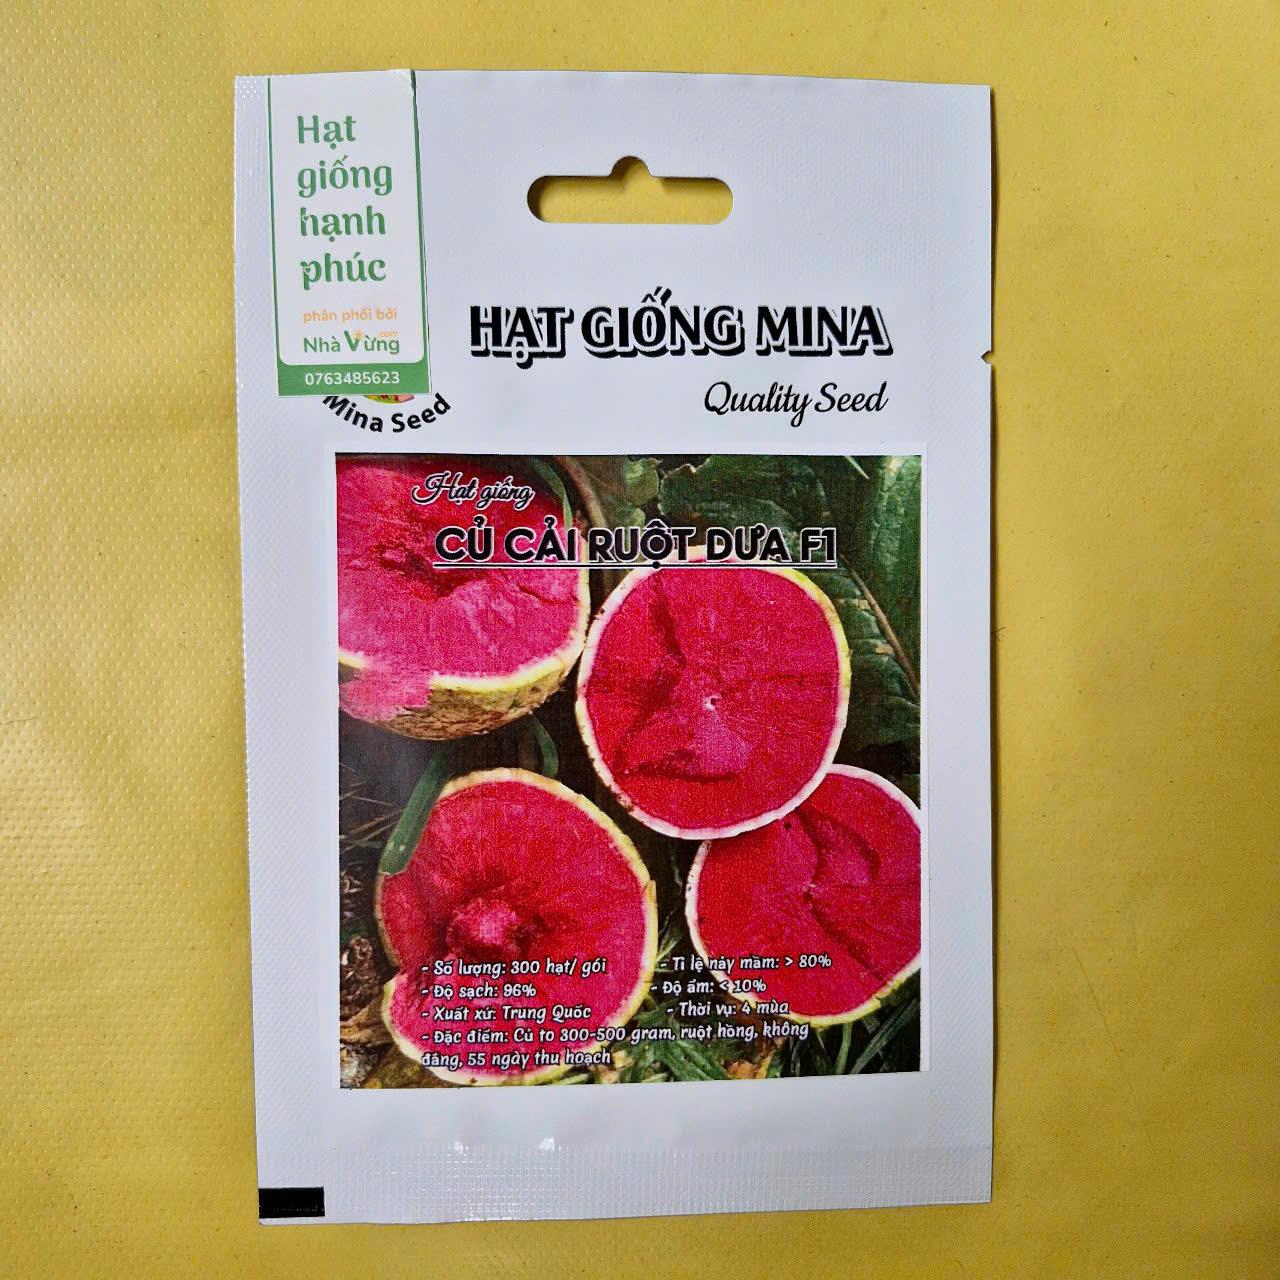 Hạt
giống
hạnh
phúc
phân phối bởi
Nhà Vừng.com
0763485623
Mina Seed
HẠT GIỐNG MINA
Quality Seed
Hạt giống
CỦ CẢI RUỘT DƯA F1
- Số lượng: 300 hạt/ gói - Tỉ lệ nảy mầm: > 80%
- Độ sạch: 96% - Độ ẩm: < 10%
- Xuất xứ: Trung Quốc - Thời vụ: 4 mùa
- Đặc điểm: Củ to 300-500 gram, ruột hồng, không
đắng, 55 ngày thu hoạch